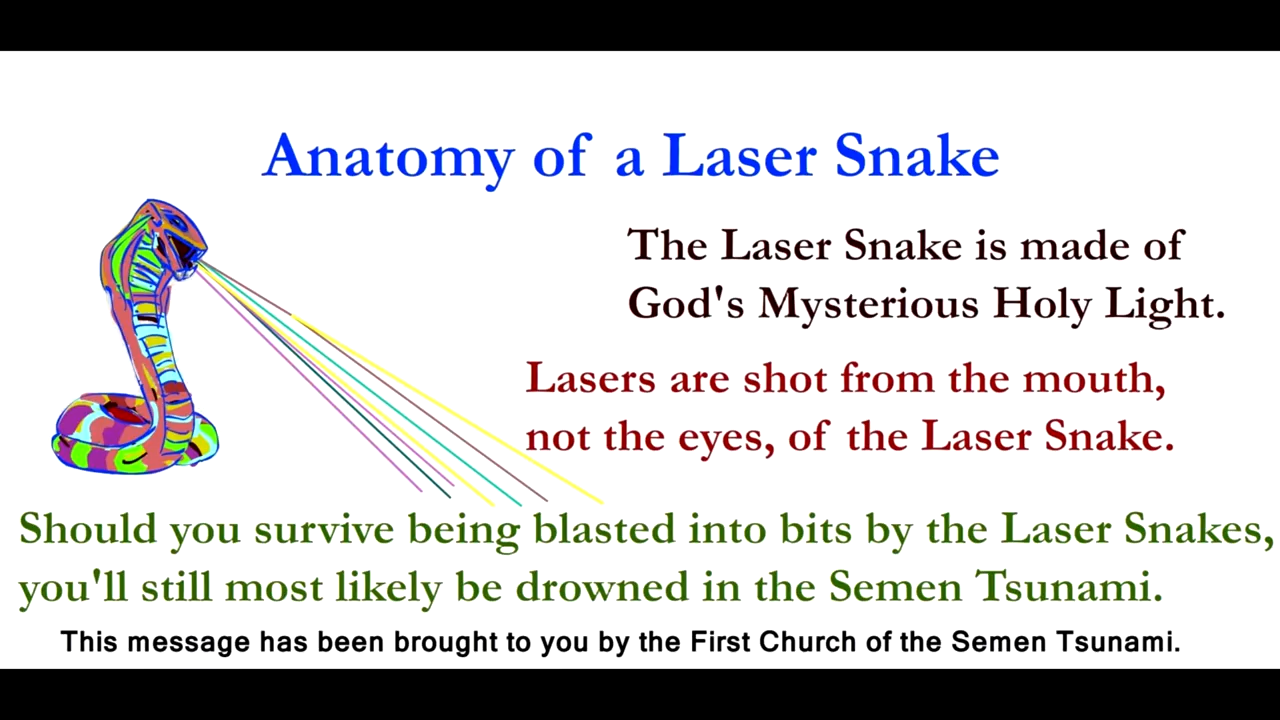 Anatomy of a Laser Snake
The Laser Snake is made of
God's Mysterious Holy Light.
Lasers are shot from the mouth,
not the eyes, of the Laser Snake.
Should you survive being blasted into bits by the Laser Snakes,
you'll still most likely be drowned in the Semen Tsunami.
This message has been brought to you by the First Church of the Semen Tsunami.